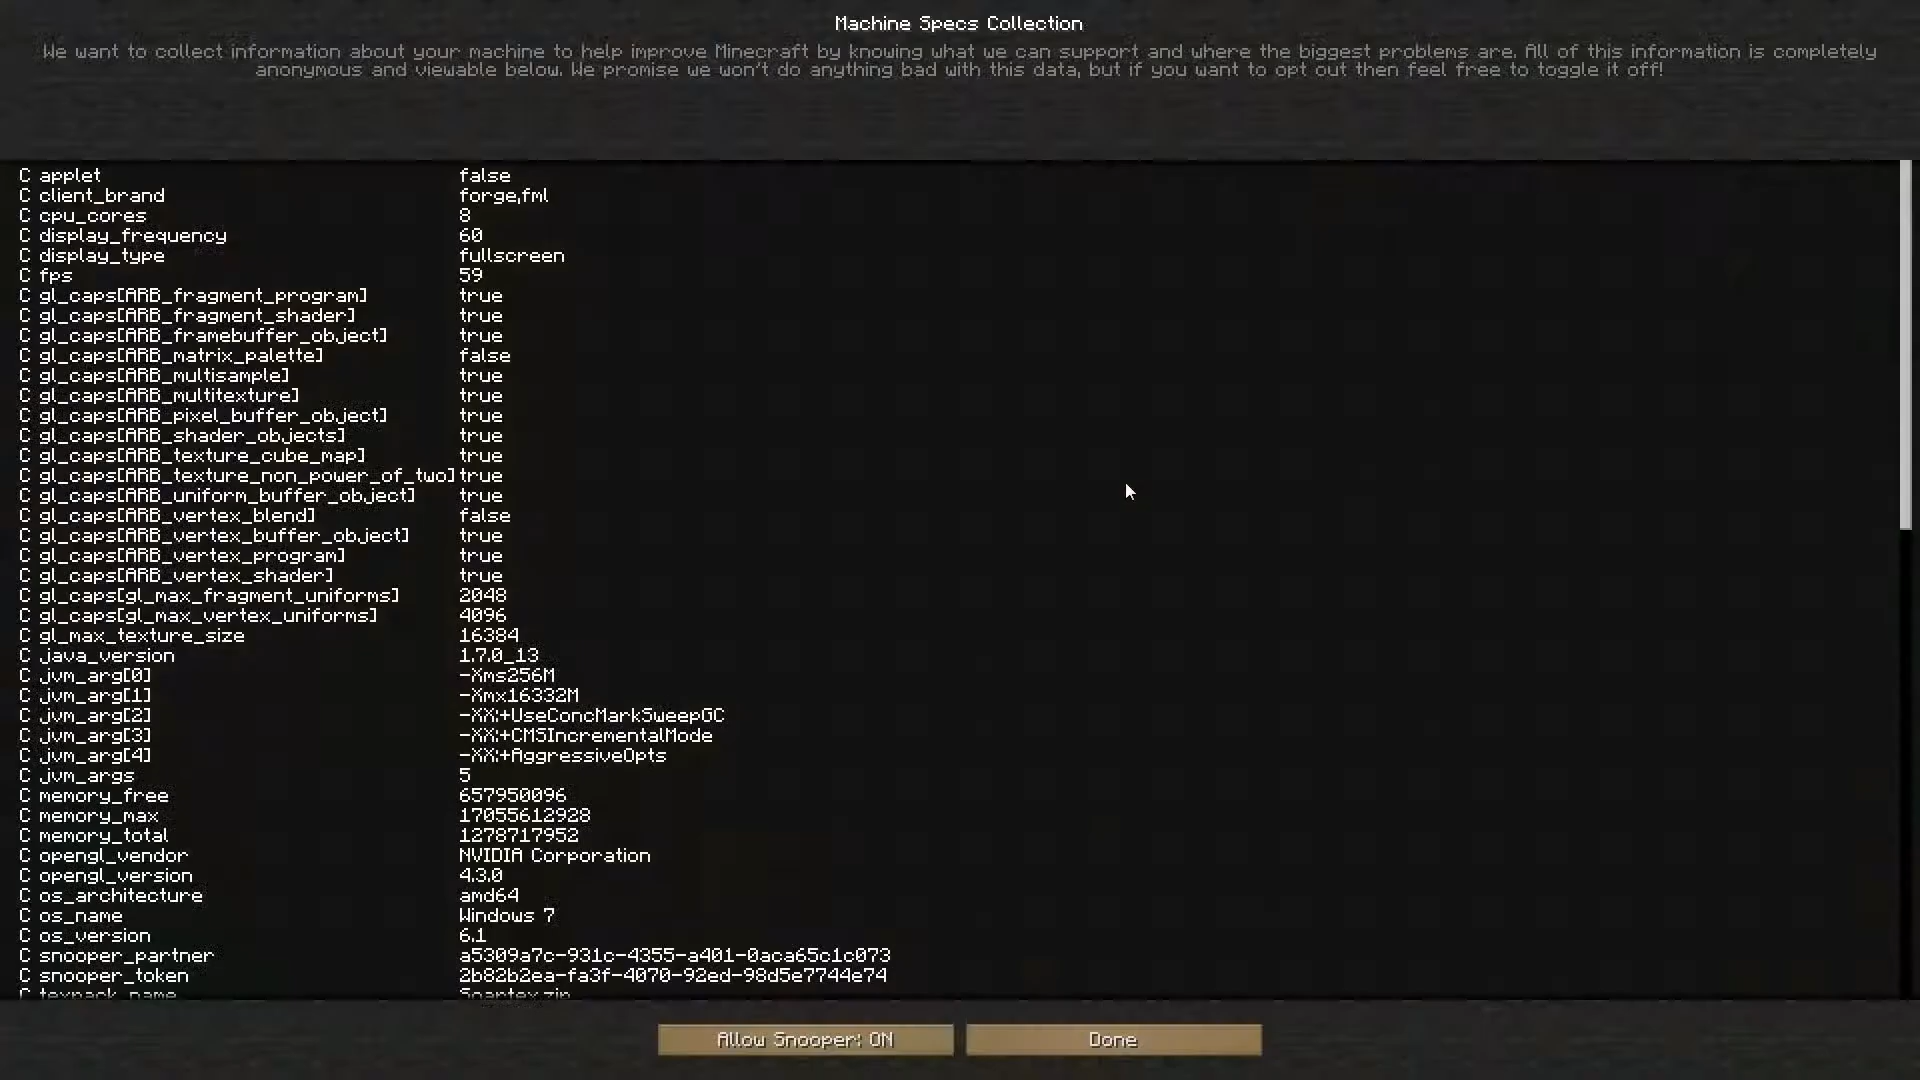 Machine Specs Collection
We want to collect information about your machine to help improve Minecraft by knowing what we can support and where the biggest problems are. All of this information is completely
anonymous and viewable below. We promise we won't do anything bad with this data, but if you want to opt out then feel free to toggle it off!
C applet false
C client_brand forge,fml
C cpu_cores 8
C display_frequency 60
C display_type fullscreen
C fps 59
C gl_caps[ARB_fragment_program] true
C gl_caps[ARB_fragment_shader] true
C gl_caps[ARB_framebuffer_object] true
C gl_caps[ARB_matrix_palette] false
C gl_caps[ARB_multisample] true
C gl_caps[ARB_multitexture] true
C gl_caps[ARB_pixel_buffer_object] true
C gl_caps[ARB_shader_objects] true
C gl_caps[ARB_texture_cube_map] true
C gl_caps[ARB_texture_non_power_of_two] true
C gl_caps[ARB_uniform_buffer_object] true
C gl_caps[ARB_vertex_blend] false
C gl_caps[ARB_vertex_buffer_object] true
C gl_caps[ARB_vertex_program] true
C gl_caps[ARB_vertex_shader] true
C gl_caps[gl_max_fragment_uniforms] 2048
C gl_caps[gl_max_vertex_uniforms] 4096
C gl_max_texture_size 16384
C java_version 1.7.0_13
C jvm_arg[0] -Xms256M
C jvm_arg[1] -Xmx16332M
C jvm_arg[2] -XX:+UseConcMarkSweepGC
C jvm_arg[3] -XX:+CMSIncrementalMode
C jvm_arg[4] -XX:+AggressiveOpts
C jvm_args 5
C memory_free 657950096
C memory_max 17055612928
C memory_total 1278717952
C opengl_vendor NVIDIA Corporation
C opengl_version 4.3.0
C os_architecture amd64
C os_name Windows 7
C os_version 6.1
C snooper_partner a5309a7c-931c-4355-a401-0aca65c1c073
C snooper_token 2b82b2ea-fa3f-4070-92ed-98d5e7744e74
C texpack_name Soartex.zip
Allow Snooper: ON
Done